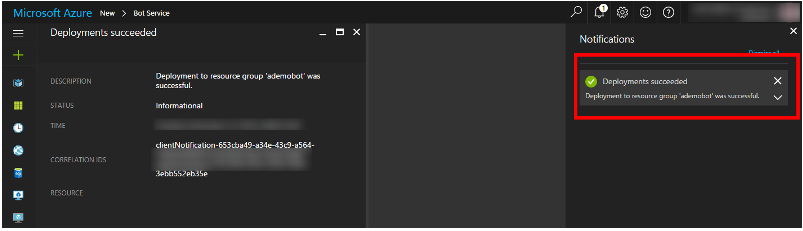 Microsoft Azure New > Bot Service
1
Deployments succeeded
DESCRIPTION
Deployment to resource group 'ademobot' was
successful.
STATUS
Informational
TIME
CORRELATION IDS
clientNotification-653cba49-a34e-43c9-a564-
3ebb552eb35e
RESOURCE
Notifications
Dismiss all
Deployments succeeded
Deployment to resource group 'ademobot' was successful.